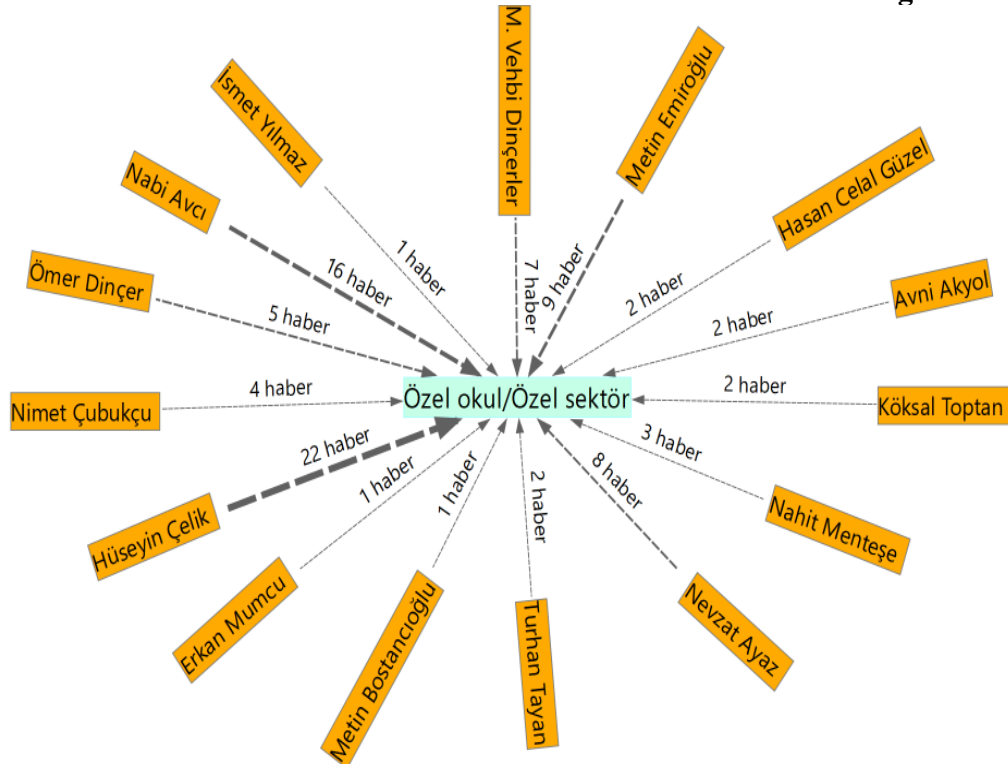 M. Vehbi Dinçerler
Metin Emiroğlu
Hasan Celal Güzel
Avni Akyol
Köksal Toptan
Nahit Menteşe
Nevzat Ayaz
Turhan Tayan
Metin Bostancıoğlu
Erkan Mumcu
Hüseyin Çelik
Nimet Çubukçu
Ömer Dinçer
Nabi Avcı
İsmet Yılmaz
7 haber
9 haber
2 haber
2 haber
2 haber
3 haber
8 haber
2 haber
1 haber
1 haber
22 haber
4 haber
5 haber
16 haber
1 haber
Özel okul/Özel sektör